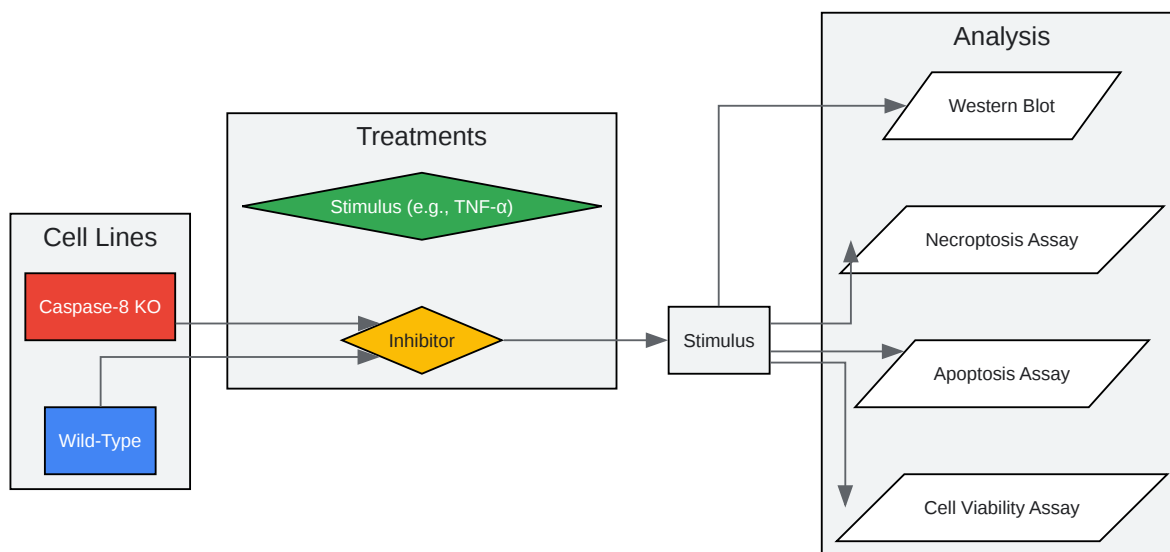 Cell Lines
Caspase-8 KO
Wild-Type
Treatments
Stimulus (e.g., TNF-α)
Inhibitor
Stimulus
Analysis
Western Blot
Necroptosis Assay
Apoptosis Assay
Cell Viability Assay